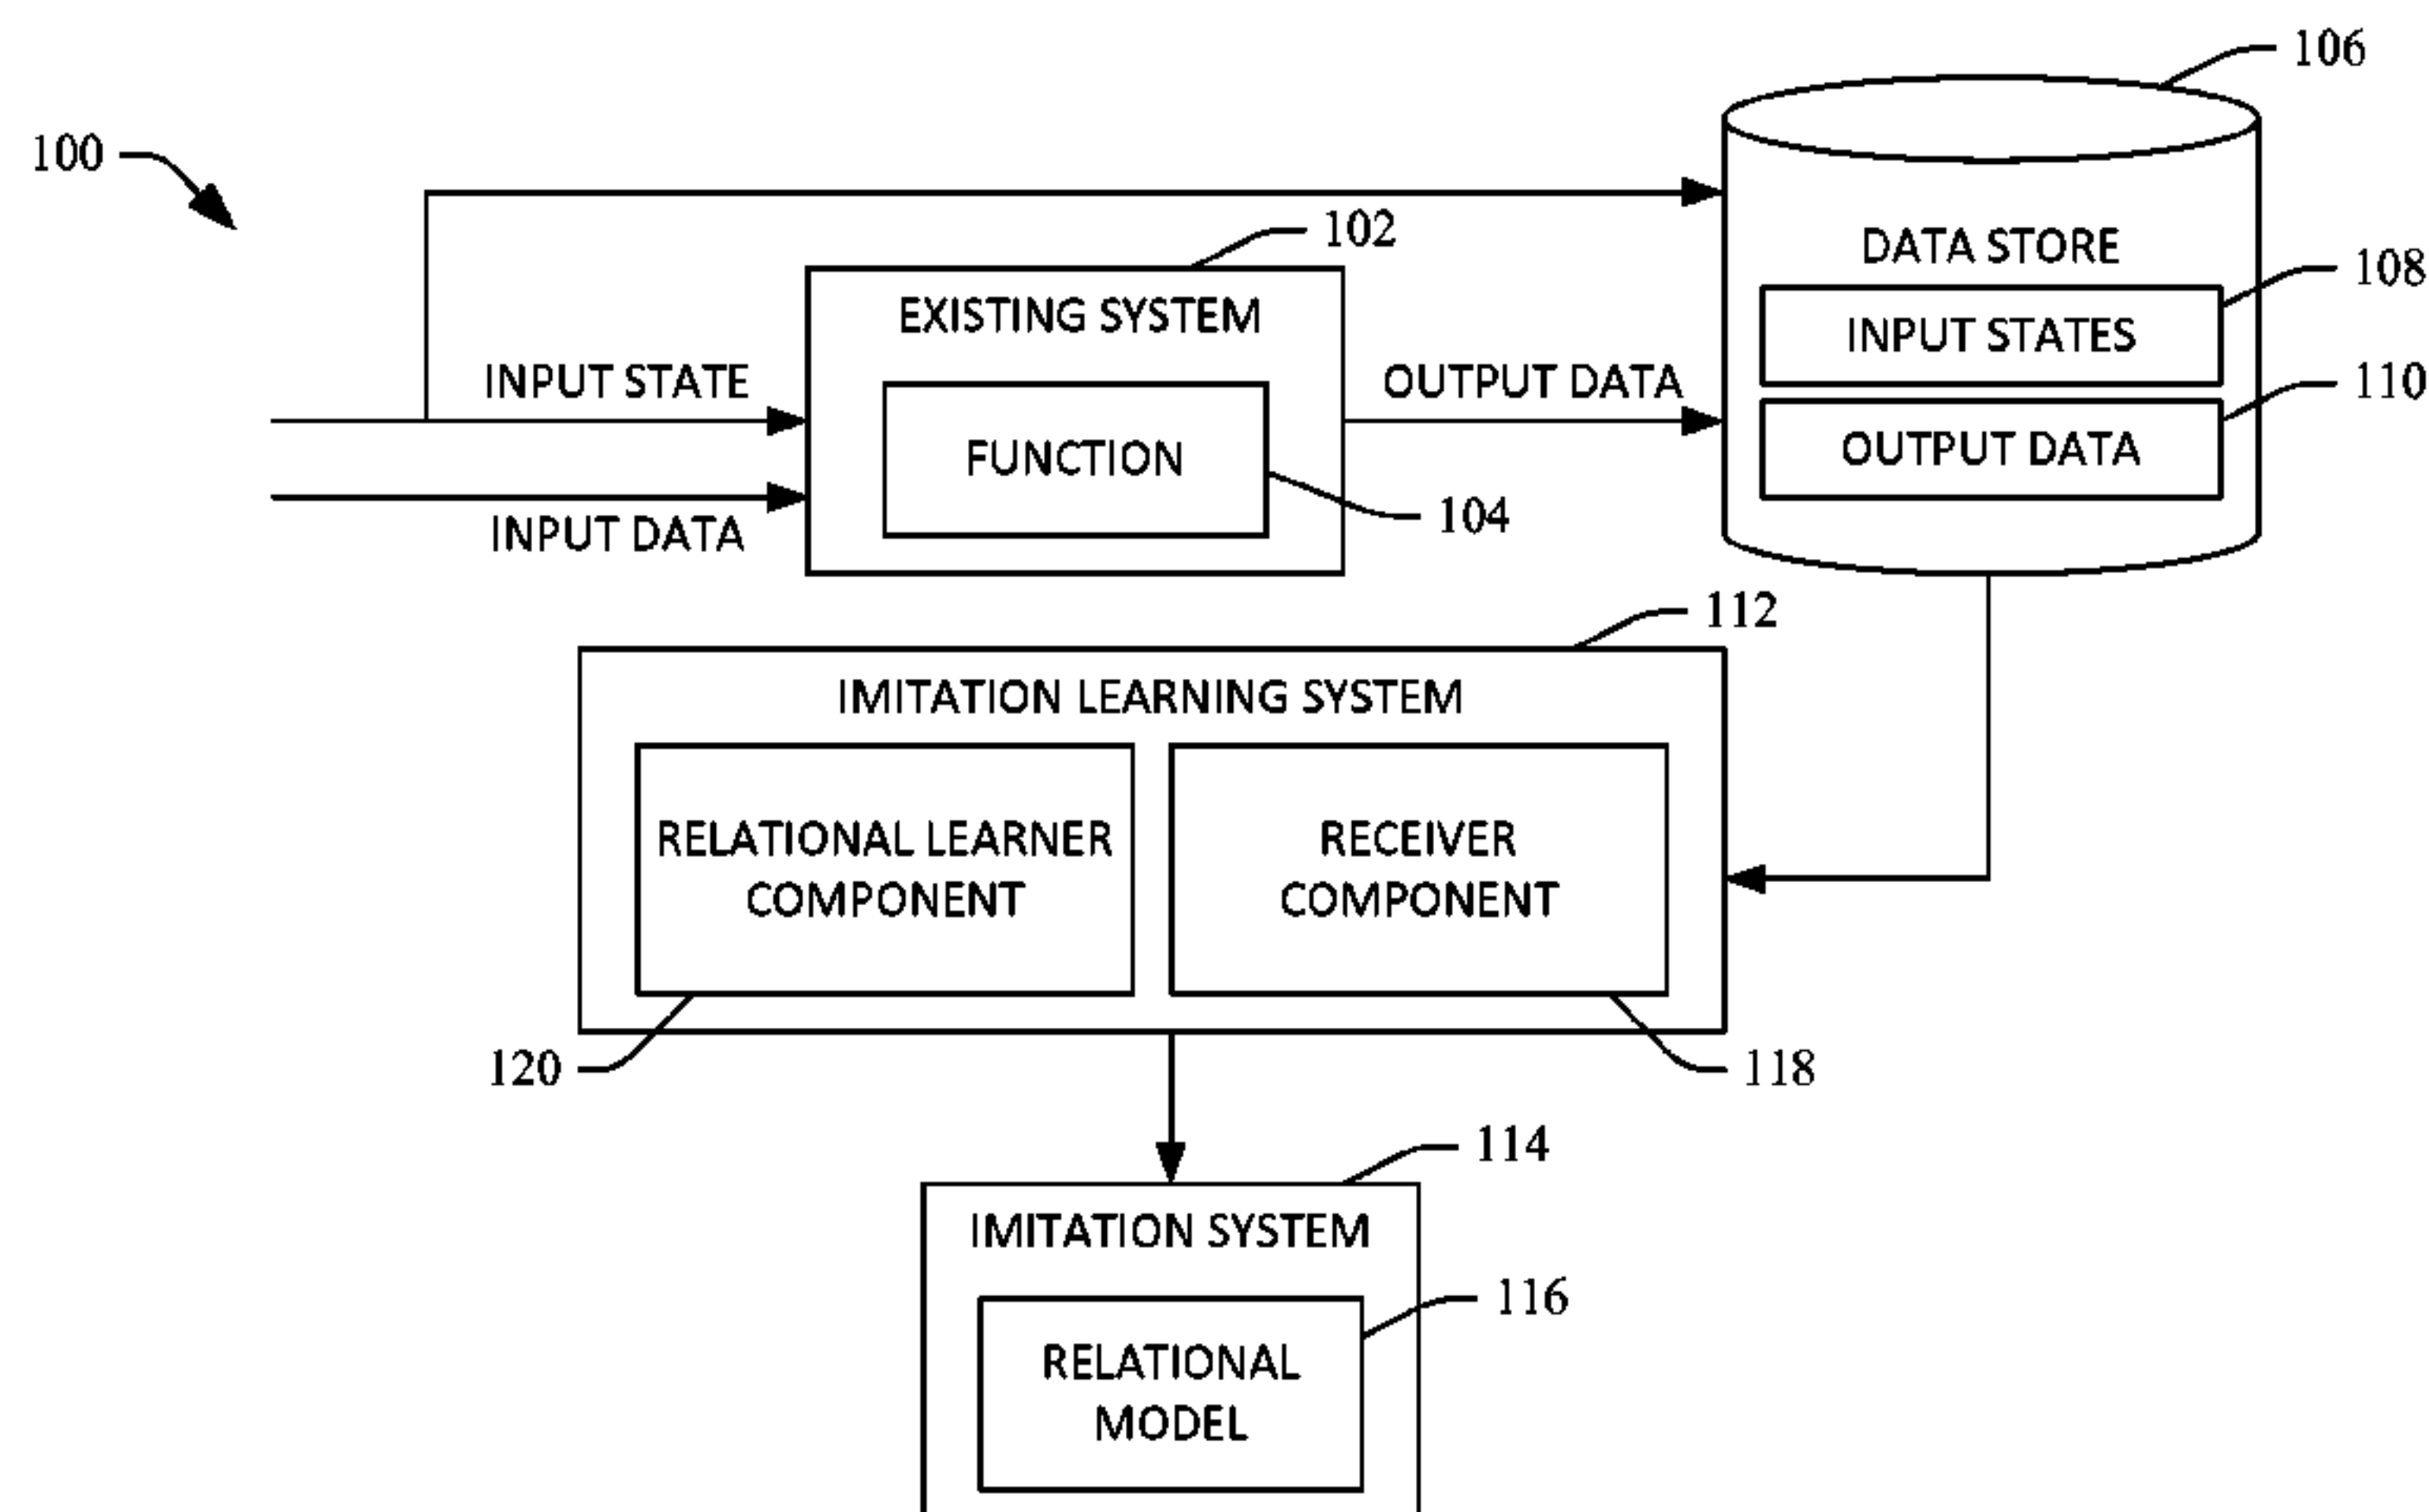 106
100
102
DATA STORE
108
EXISTING SYSTEM
INPUT STATES
INPUT STATE
OUTPUT DATA
110
FUNCTION
OUTPUT DATA
104
INPUT DATA
112
IMITATION LEARNING SYSTEM
RELATIONAL LEARNER
COMPONENT
RECEIVER
COMPONENT
120
118
114
IMITATION SYSTEM
116
RELATIONAL
MODEL